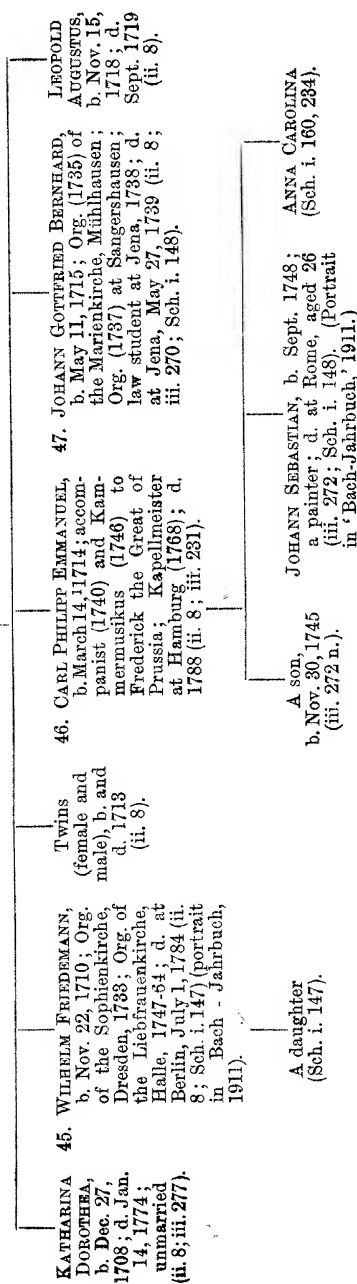 KATHARINA
DOROTHEA,
b. Dec. 27,
1708; d. Jan.
14, 1774;
unmarried
(ii. 8; iii. 277).
45. WILHELM FRIEDEMANN,
b. Nov. 22, 1710; Org.
of the Sophienkirche,
Dresden, 1733; Org. of
the Liebfrauenkirche,
Halle, 1747-64; d. at
Berlin, July 1, 1784 (ii.
8; Sch. i. 147) (portrait
in Bach - Jahrbuch,
1911).
A daughter
(Sch. i. 147).
Twins
(female and
male), b. and
d. 1713
(ii. 8).
46. CARL PHILIPP EMMANUEL,
b. March 14, ¹1714; accom-
panist (1740) and Kam-
mermusikus (1746) to
Frederick the Great of
Prussia; Kapellmeister
at Hamburg (1768); d.
1788 (ii. 8; iii. 231).
A son,
b. Nov. 30, 1745
(iii. 272 n.).
JOHANN SEBASTIAN, b. Sept. 1748;
a painter; d. at Rome, aged 26
(iii. 272; Sch. i. 148). (Portrait
in 'Bach-Jahrbuch,' 1911.)
ANNA CAROLINA
(Sch. i. 160, 234).
47. JOHANN GOTTFRIED BERNHARD,
b. May 11, 1715; Org. (1735) of
the Marienkirche, Mühlhausen;
Org. (1737) at Sangershausen;
law student at Jena, 1738; d.
at Jena, May 27, 1739 (ii. 8;
iii. 270; Sch. i. 148).
LEOPOLD
AUGUSTUS,
b. Nov. 15,
1718; d.
Sept. 1719
(ii. 8).